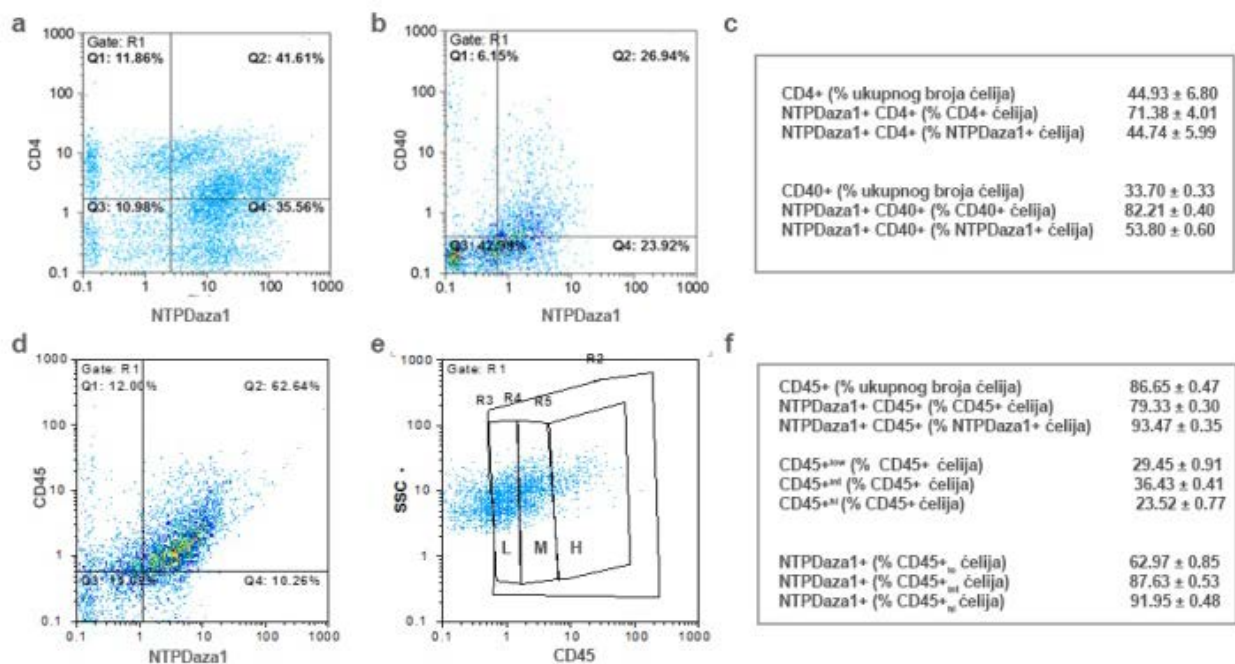 a
Gate: R1
Q1: 11.86% Q2: 41.61%
Q3: 10.98% Q4: 35.56%
1000
100
10
1
0.1
CD4
0.1 1 10 100 1000
NTPDaza1
b
Gate: R1
Q1: 6.15% Q2: 26.94%
Q4: 23.92%
1000
100
10
1
0.1
CD40
0.1 1 10 100 1000
NTPDaza1
c
CD4+ (% ukupnog broja ćelija) 44.93 ± 6.80
NTPDaza1+ CD4+ (% CD4+ ćelija) 71.38 ± 4.01
NTPDaza1+ CD4+ (% NTPDaza1+ ćelija) 44.74 ± 5.99
CD40+ (% ukupnog broja ćelija) 33.70 ± 0.33
NTPDaza1+ CD40+ (% CD40+ ćelija) 82.21 ± 0.40
NTPDaza1+ CD40+ (% NTPDaza1+ ćelija) 53.80 ± 0.60
d
Gate: R1
Q1: 12.00% Q2: 62.64%
Q4: 10.26%
1000
100
10
1
0.1
CD45
0.1 1 10 100 1000
NTPDaza1
e
Gate: R1
R2
R3 R4 R5
L M H
1000
100
10
1
0.1
SSC
0.1 1 10 100 1000
CD45
f
CD45+ (% ukupnog broja ćelija) 86.65 ± 0.47
NTPDaza1+ CD45+ (% CD45+ ćelija) 79.33 ± 0.30
NTPDaza1+ CD45+ (% NTPDaza1+ ćelija) 93.47 ± 0.35
CD45+low (% CD45+ ćelija) 29.45 ± 0.91
CD45+int (% CD45+ ćelija) 36.43 ± 0.41
CD45+hi (% CD45+ ćelija) 23.52 ± 0.77
NTPDaza1+ (% CD45+lo ćelija) 62.97 ± 0.85
NTPDaza1+ (% CD45+int ćelija) 87.63 ± 0.53
NTPDaza1+ (% CD45+hi ćelija) 91.95 ± 0.48